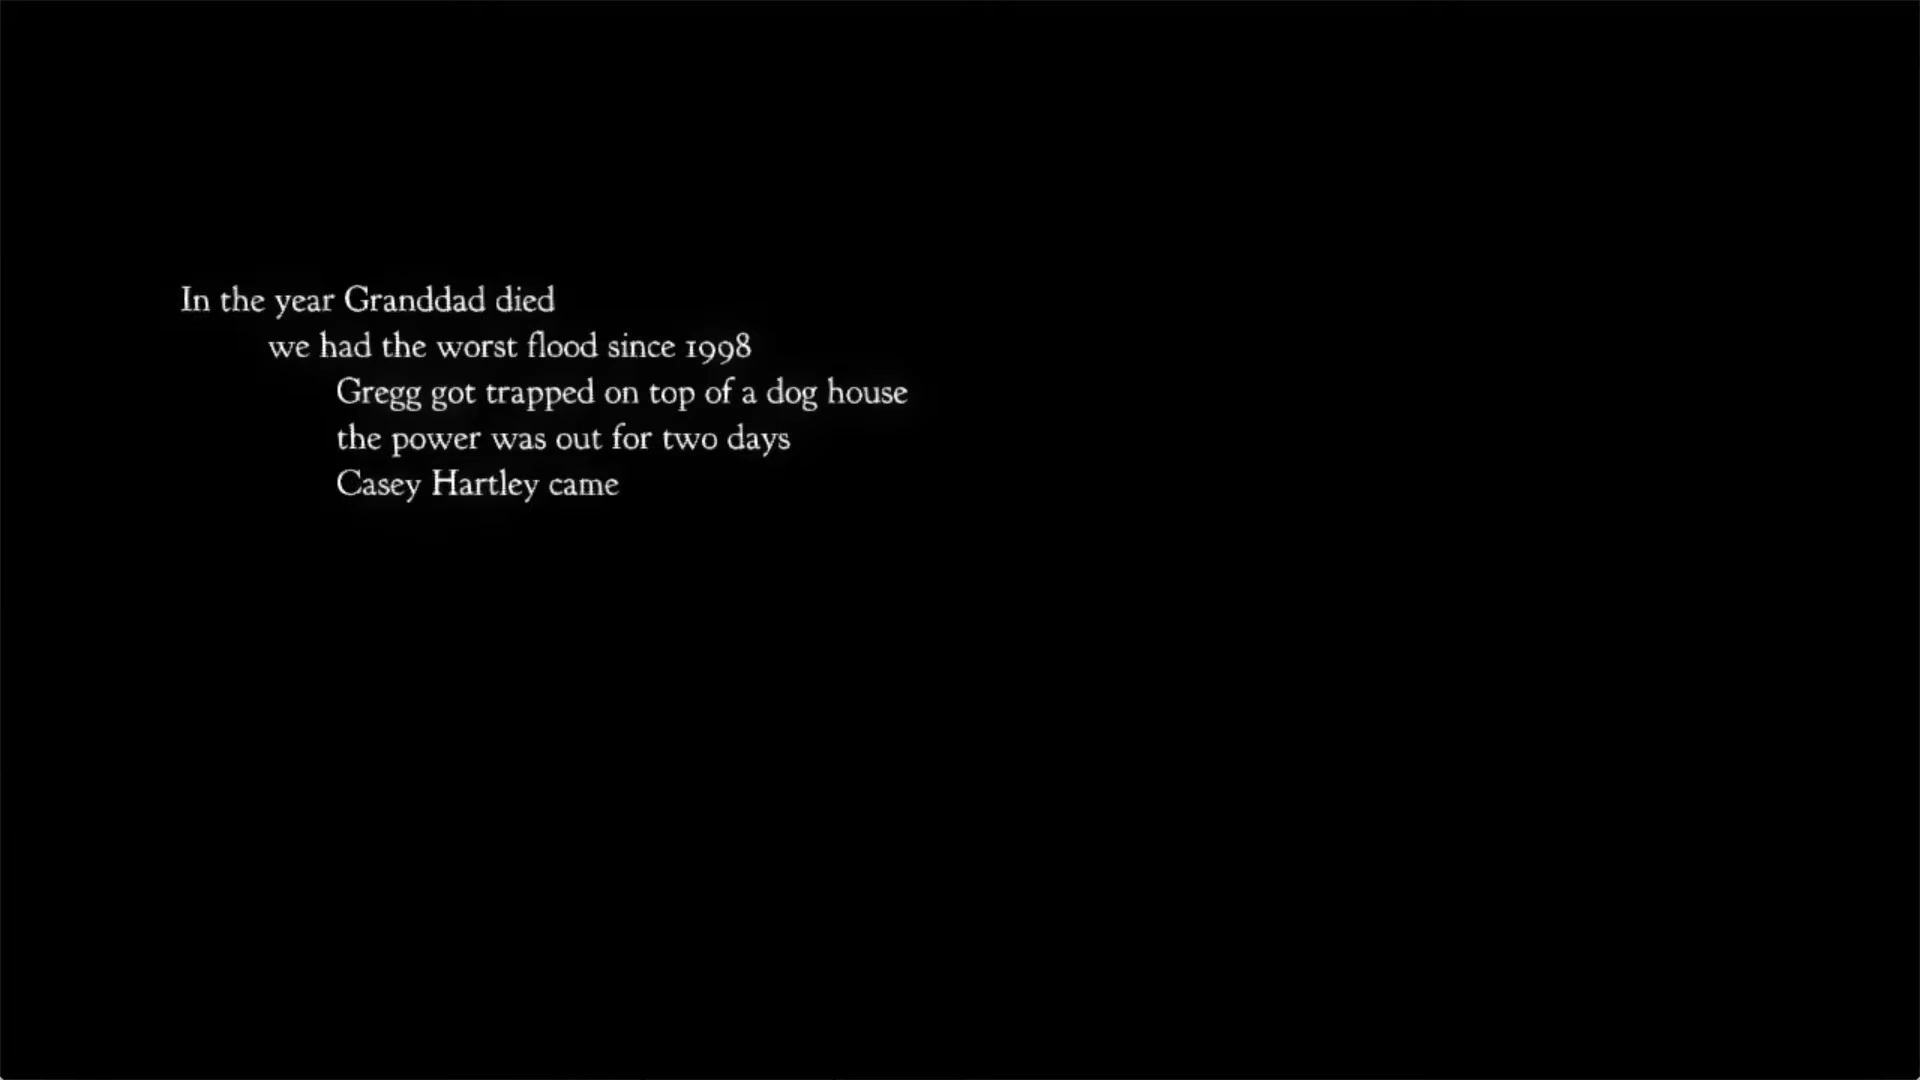 In the year Granddad died
we had the worst flood since 1998
Gregg got trapped on top of a dog house
the power was out for two days
Casey Hartley came